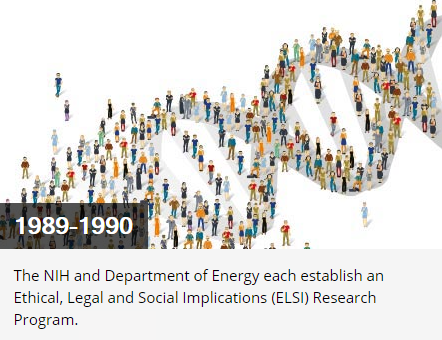 1989-1990
The NIH and Department of Energy each establish an
Ethical, Legal and Social Implications (ELSI) Research
Program.